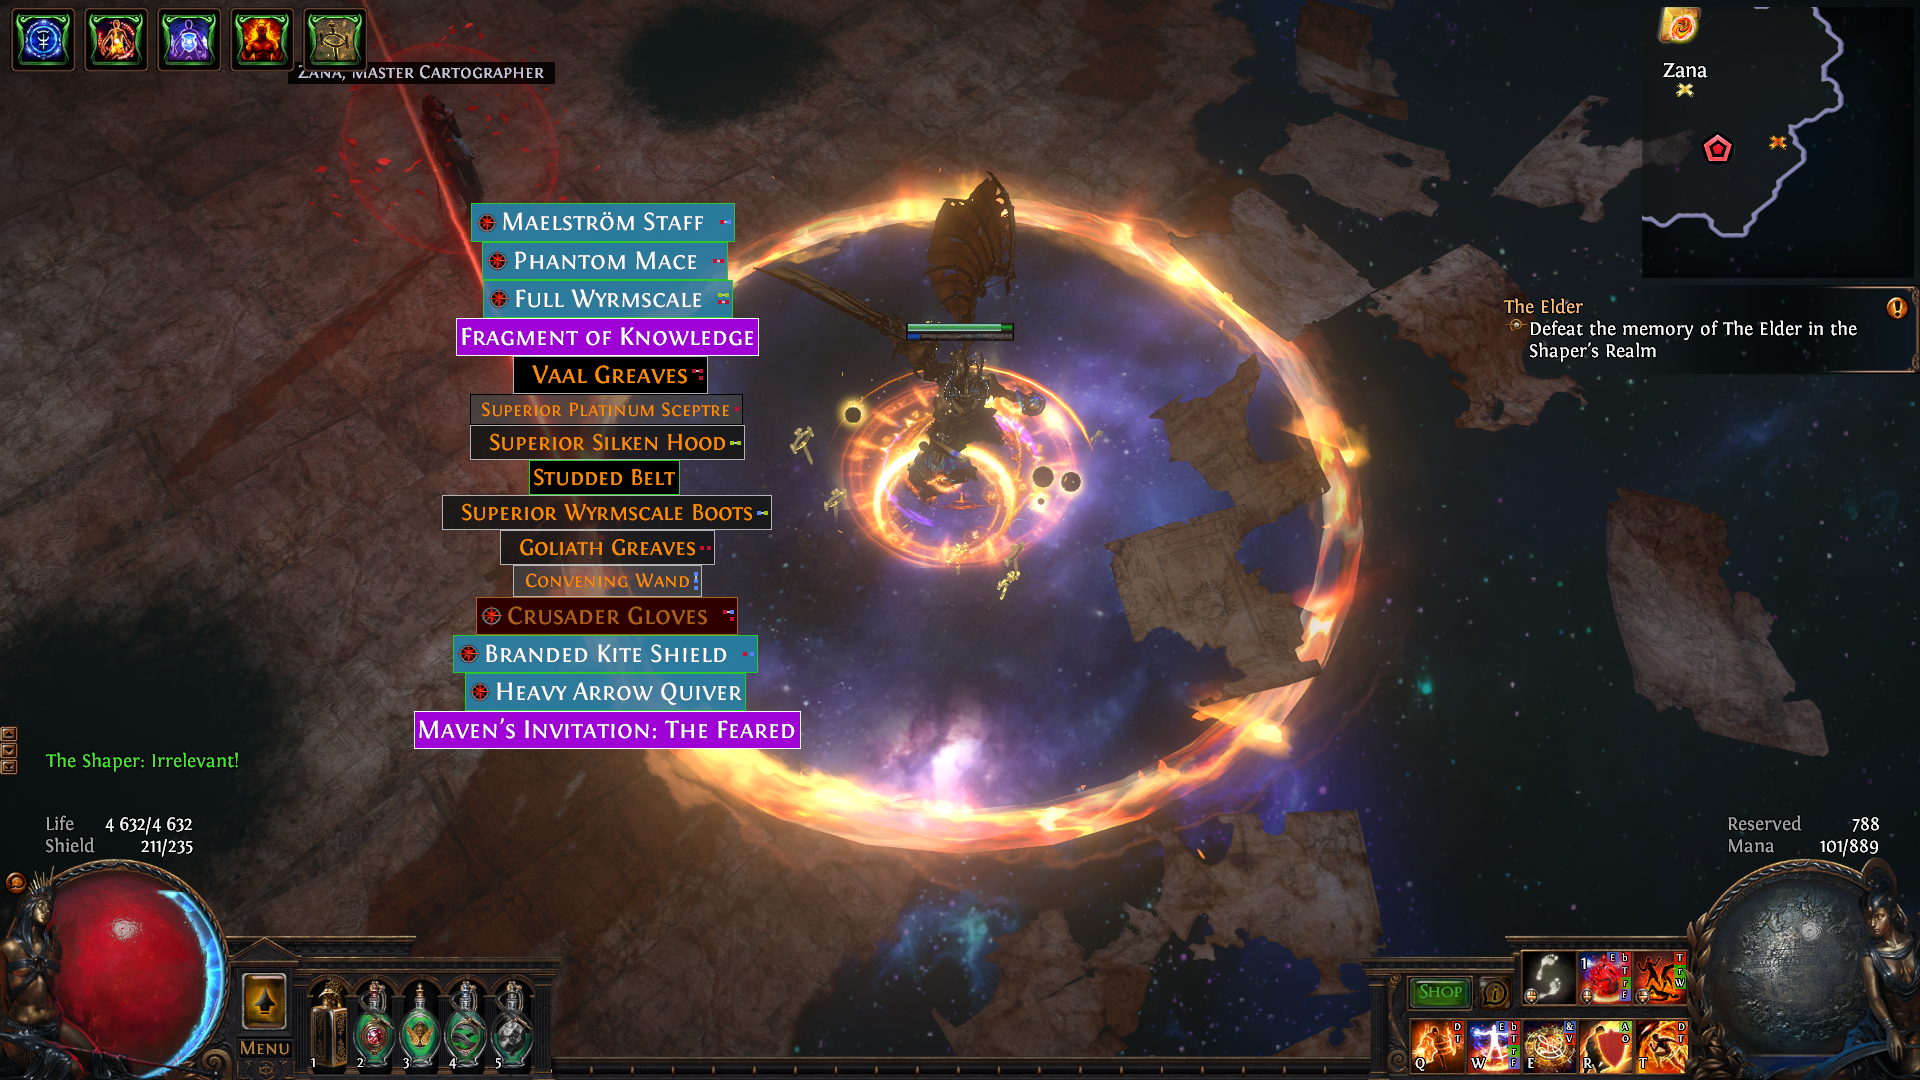 Zana, Master Cartographer
Zana
Maelström Staff
Phantom Mace
Full Wyrmscale
Fragment of Knowledge
Vaal Greaves
Superior Platinum Sceptre
Superior Silken Hood
Studded Belt
Superior Wyrmscale Boots
Goliath Greaves
Convening Wand
Crusader Gloves
Branded Kite Shield
Heavy Arrow Quiver
Maven's Invitation: The Feared
The Elder
Defeat the memory of The Elder in the
Shaper's Realm
The Shaper: Irrelevant!
Life 4 632/4 632
Shield 211/235
Reserved 788
Mana 101/889
Menu
1 2 3 4 5
Shop
1 E b T r F
T r W
Q D T
W E b T r F
E & V
R A O
T D T